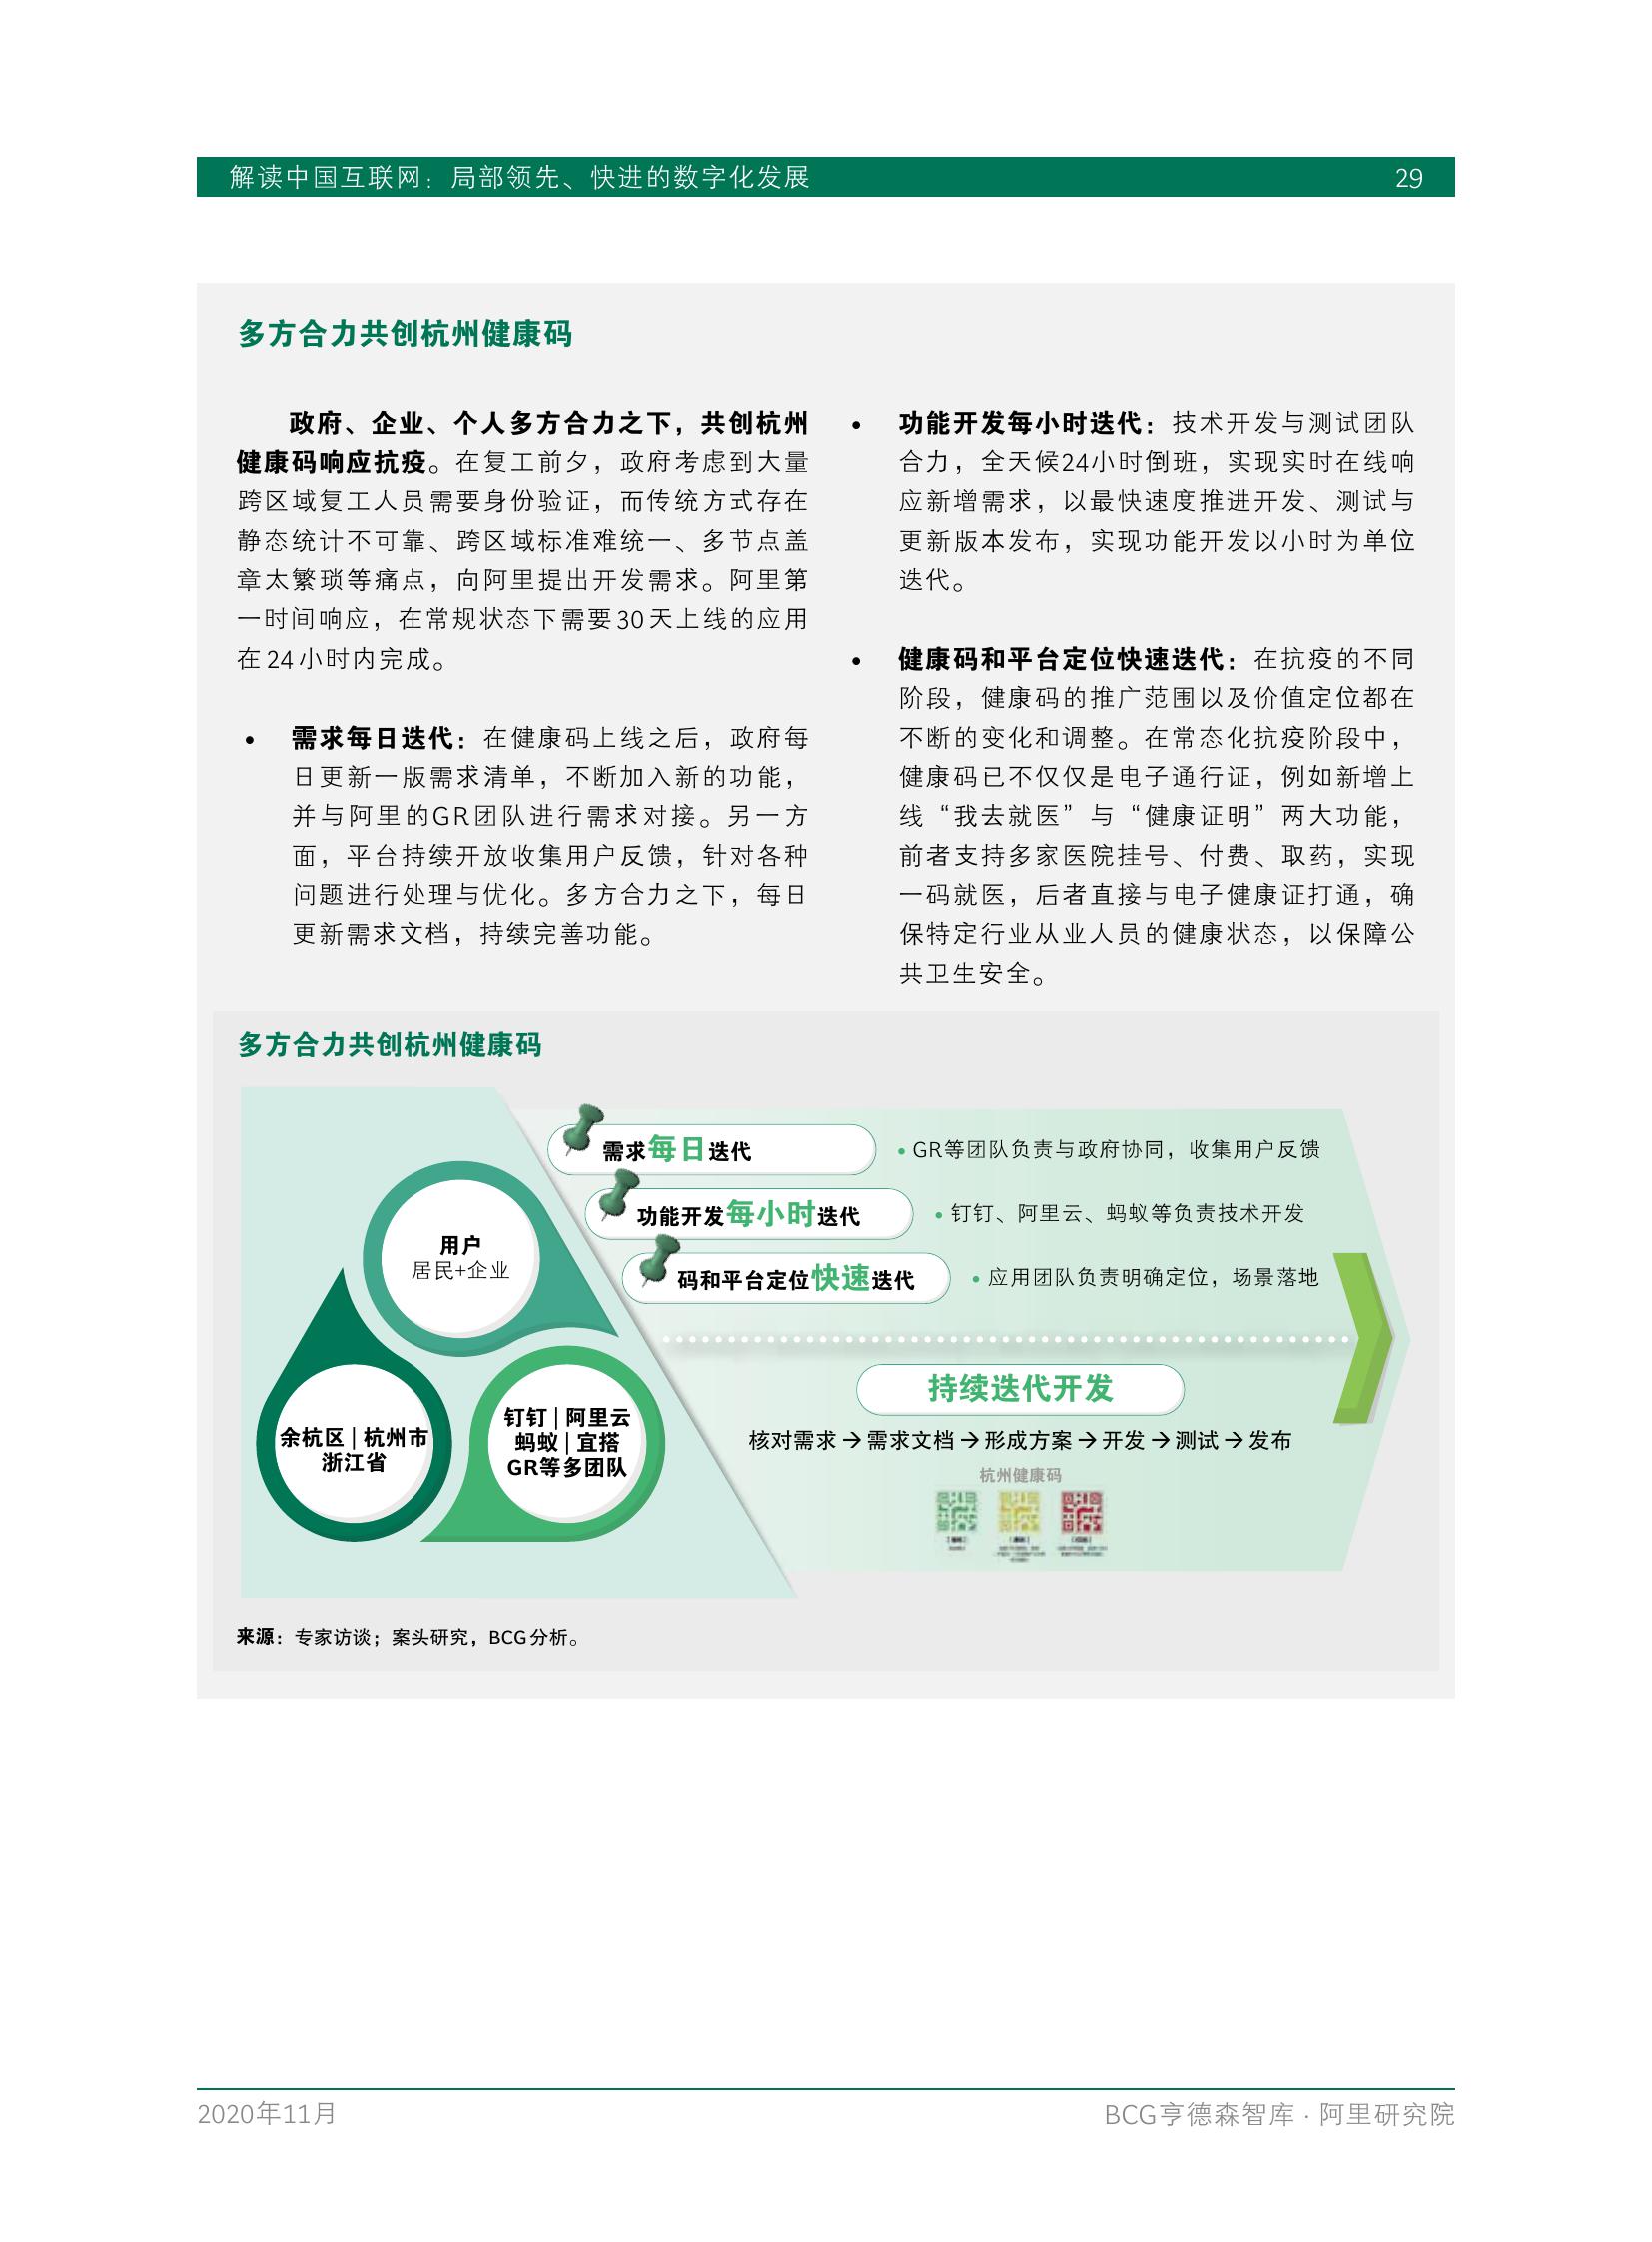 解读中国互联网：局部领先、快进的数字化发展
29
多方合力共创杭州健康码
政府、企业、个人多方合力之下，共创杭州
健康码响应抗疫。在复工前夕，政府考虑到大量
跨区域复工人员需要身份验证，而传统方式存在
静态统计不可靠、跨区域标准难统一、多节点盖
章太繁琐等痛点，向阿里提出开发需求。阿里第
一时间响应，在常规状态下需要30天上线的应用
在24小时内完成。
• 需求每日迭代：在健康码上线之后，政府每
日更新一版需求清单，不断加入新的功能，
并与阿里的GR团队进行需求对接。另一方
面，平台持续开放收集用户反馈，针对各种
问题进行处理与优化。多方合力之下，每日
更新需求文档，持续完善功能。
• 功能开发每小时迭代：技术开发与测试团队
合力，全天候24小时倒班，实现实时在线响
应新增需求，以最快速度推进开发、测试与
更新版本发布，实现功能开发以小时为单位
迭代。
• 健康码和平台定位快速迭代：在抗疫的不同
阶段，健康码的推广范围以及价值定位都在
不断的变化和调整。在常态化抗疫阶段中，
健康码已不仅仅是电子通行证，例如新增上
线“我去就医”与“健康证明”两大功能，
前者支持多家医院挂号、付费、取药，实现
一码就医，后者直接与电子健康证打通，确
保特定行业从业人员的健康状态，以保障公
共卫生安全。
多方合力共创杭州健康码
用户
居民+企业
余杭区 | 杭州市
浙江省
钉钉 | 阿里云
蚂蚁 | 宜搭
GR等多团队
需求每日迭代
• GR等团队负责与政府协同，收集用户反馈
功能开发每小时迭代
• 钉钉、阿里云、蚂蚁等负责技术开发
码和平台定位快速迭代
• 应用团队负责明确定位，场景落地
持续迭代开发
核对需求→需求文档→形成方案→开发→测试→发布
杭州健康码
来源：专家访谈；案头研究，BCG分析。
2020年11月
BCG亨德森智库 · 阿里研究院